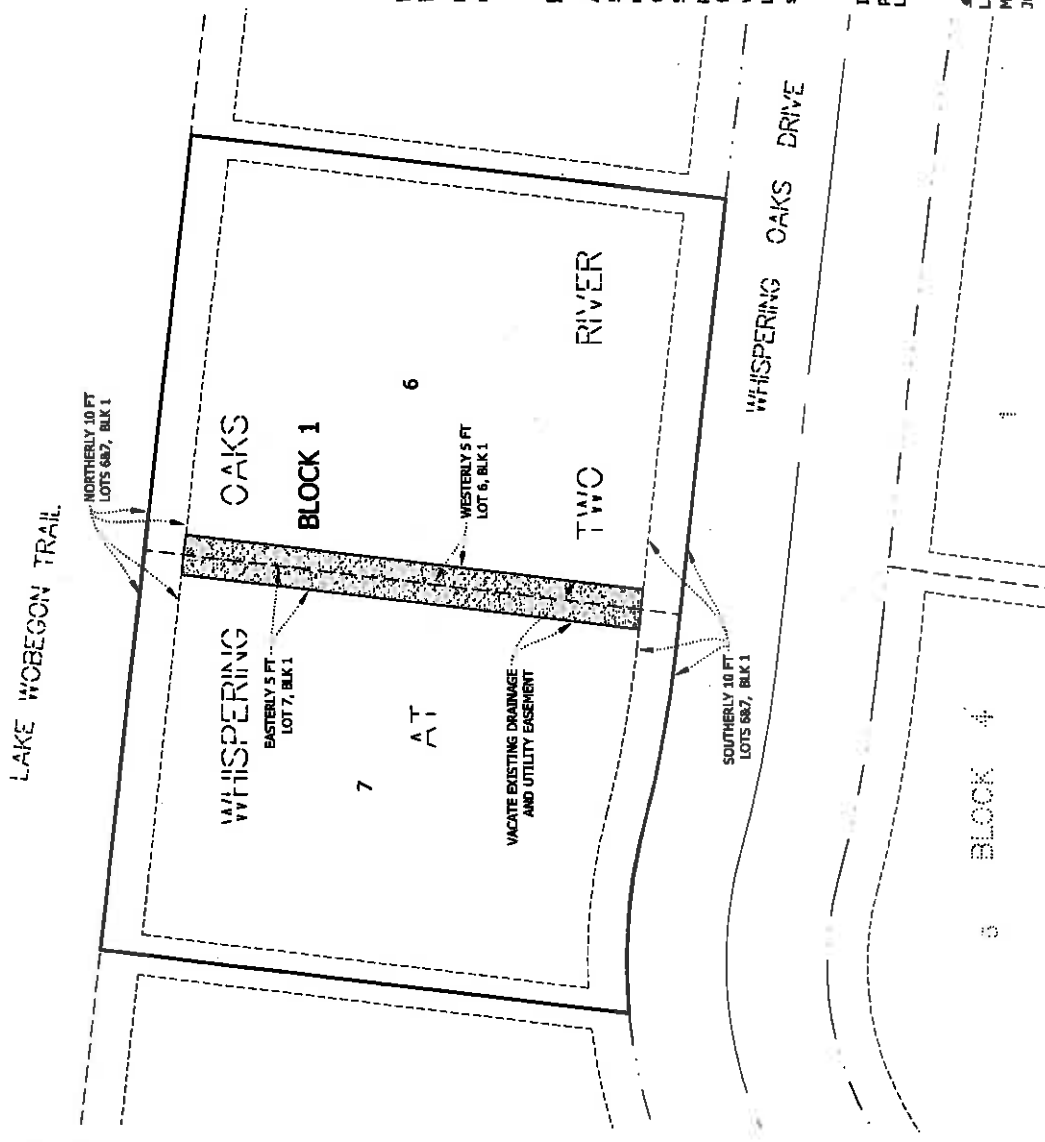 LAKE WOBEGON TRAIL
NORTHERLY 10 FT
LOTS 6&7, BLK 1
WHISPERING OAKS
BLOCK 1
EASTERLY 5 FT
LOT 7, BLK 1
WESTERLY 5 FT
LOT 6, BLK 1
7
6
AT TWO RIVER
VACATE EXISTING DRAINAGE
AND UTILITY EASEMENT
SOUTHERLY 10 FT
LOTS 6&7, BLK 1
WHISPERING OAKS DRIVE
BLOCK 4
1